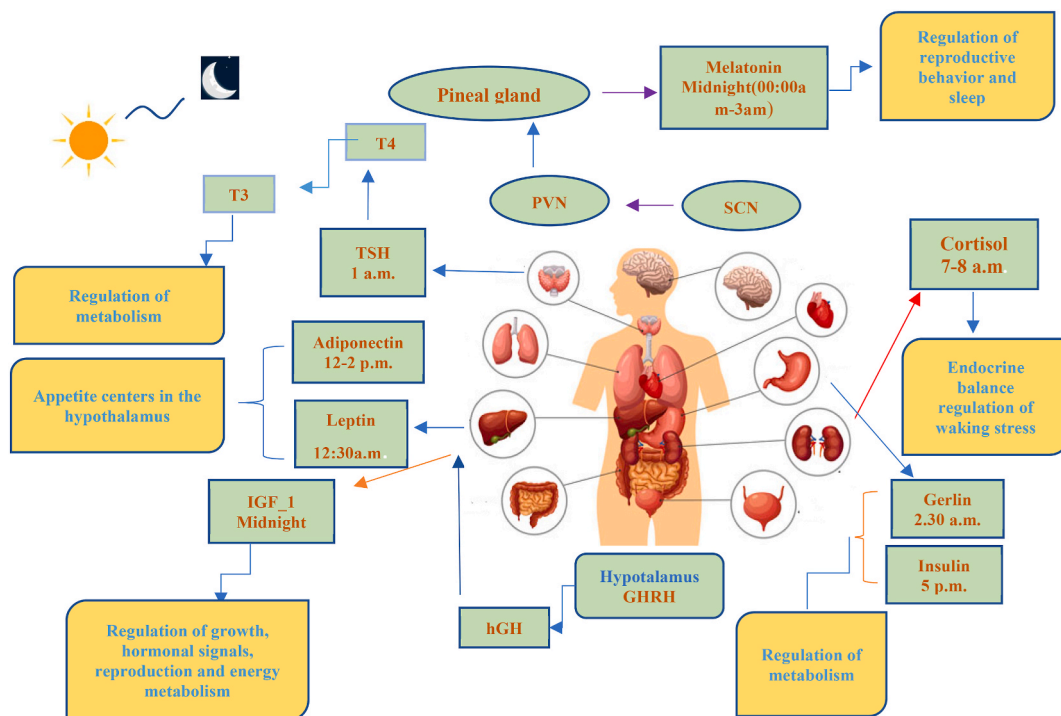 Regulation of
reproductive
behavior and
sleep
Melatonin
Midnight(00:00a
m-3am)
Pineal gland
T4
T3
PVN
SCN
TSH
1 a.m.
Cortisol
7-8 a.m.
Regulation of
metabolism
Adiponectin
12-2 p.m.
Appetite centers in the
hypothalamus
Leptin
12:30a.m.
Endocrine
balance
regulation of
waking stress
IGF_1
Midnight
Gerlin
2.30 a.m.
Insulin
5 p.m.
Hypotalamus
GHRH
hGH
Regulation of growth,
hormonal signals,
reproduction and energy
metabolism
Regulation of
metabolism